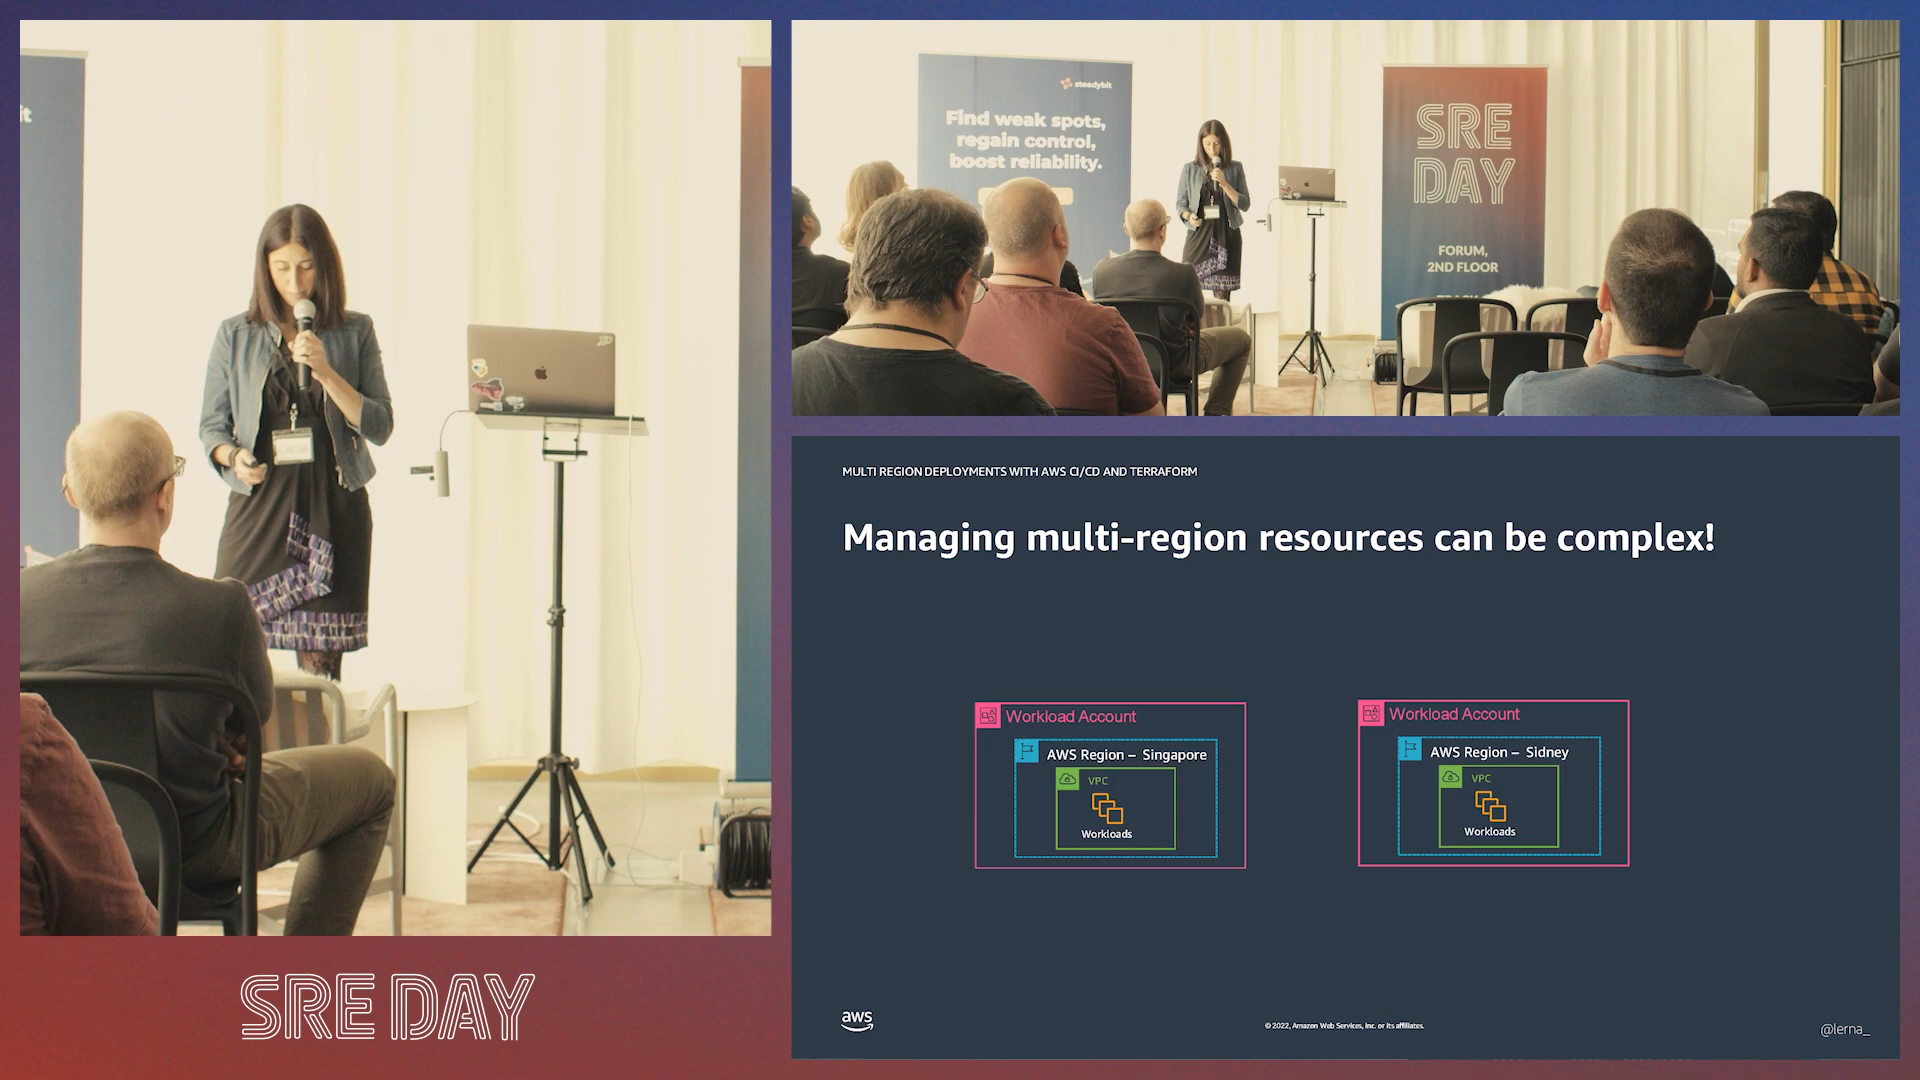 it
steadybit
Find weak spots,
regain control,
boost reliability.
SRE
DAY
FORUM,
2ND FLOOR
MULTI REGION DEPLOYMENTS WITH AWS CI/CD AND TERRAFORM
Managing multi-region resources can be complex!
Workload Account
AWS Region – Singapore
VPC
Workloads
Workload Account
AWS Region – Sidney
VPC
Workloads
aws
© 2022, Amazon Web Services, Inc. or its affiliates.
@lerna_
SRE DAY